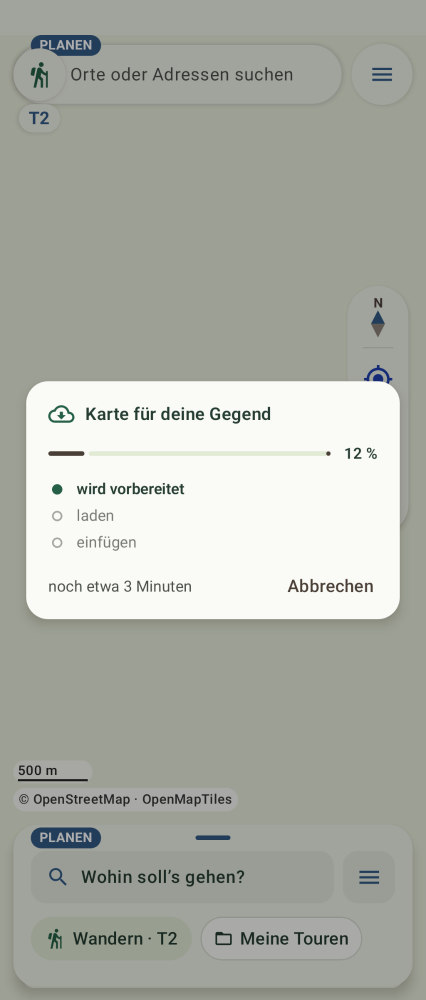 PLANEN
Orte oder Adressen suchen
T2
N
Karte für deine Gegend
12 %
wird vorbereitet
laden
einfügen
noch etwa 3 Minuten
Abbrechen
500 m
© OpenStreetMap · OpenMapTiles
PLANEN
Wohin soll’s gehen?
Wandern · T2
Meine Touren